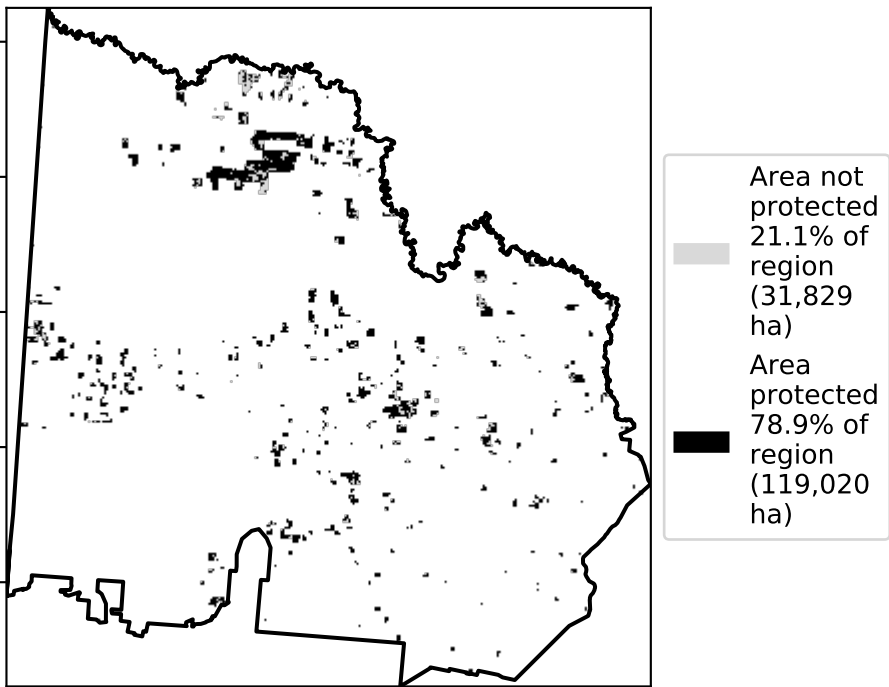 Area not
protected
21.1% of
region
(31,829
ha)
Area
protected
78.9% of
region
(119,020
ha)